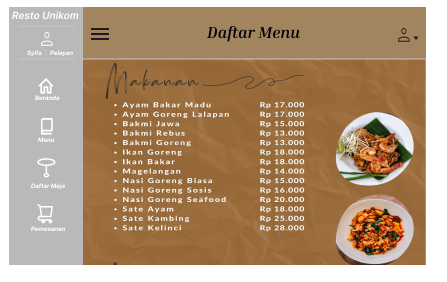 Resto Unikom
Sylfa | Pelayan
Beranda
Menu
Daftar Meja
Pemesanan
Daftar Menu
Makanan
• Ayam Bakar Madu Rp 17.000
• Ayam Goreng Lalapan Rp 17.000
• Bakmi Jawa Rp 15.000
• Bakmi Rebus Rp 13.000
• Bakmi Goreng Rp 13.000
• Ikan Goreng Rp 18.000
• Ikan Bakar Rp 18.000
• Magelangan Rp 14.000
• Nasi Goreng Biasa Rp 15.000
• Nasi Goreng Sosis Rp 16.000
• Nasi Goreng Seafood Rp 20.000
• Sate Ayam Rp 18.000
• Sate Kambing Rp 25.000
• Sate Kelinci Rp 28.000